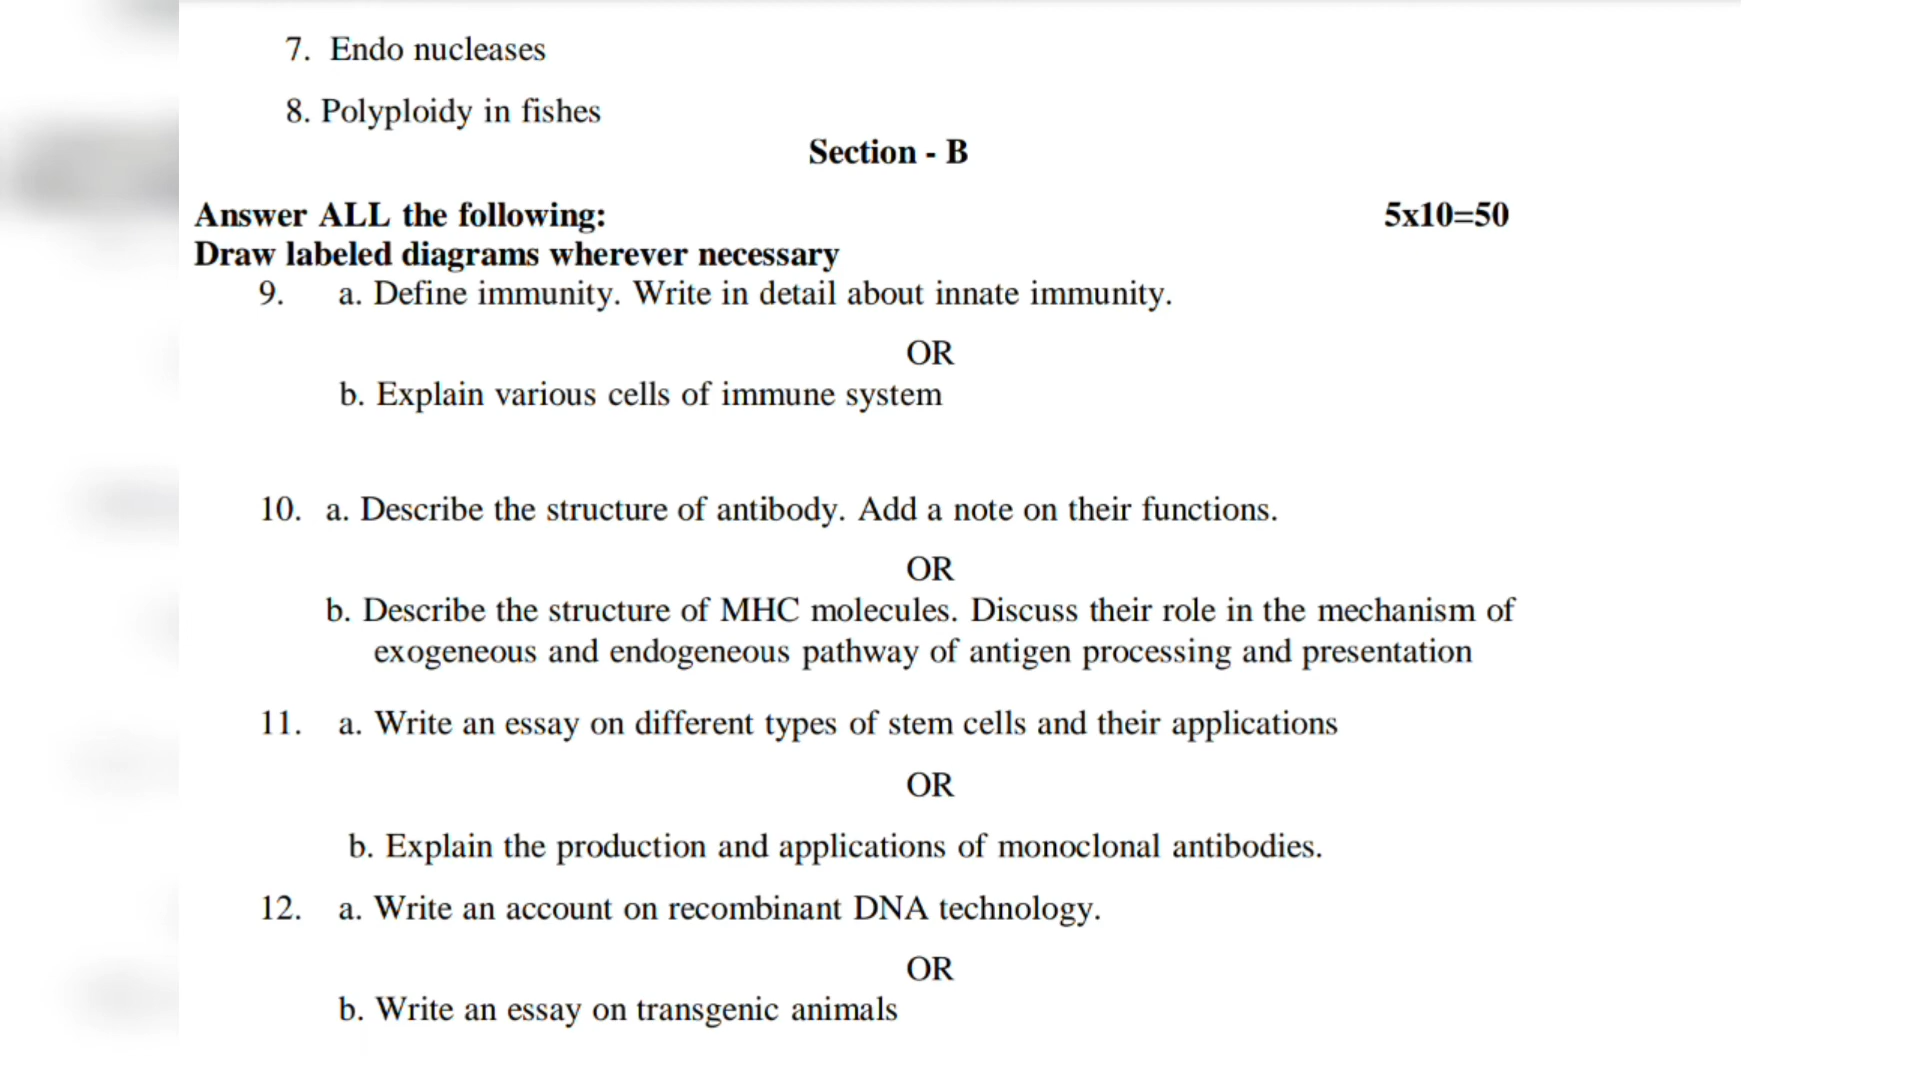 7. Endo nucleases
8. Polyploidy in fishes
Section - B
Answer ALL the following: 5x10=50
Draw labeled diagrams wherever necessary
9. a. Define immunity. Write in detail about innate immunity.
OR
b. Explain various cells of immune system
10. a. Describe the structure of antibody. Add a note on their functions.
OR
b. Describe the structure of MHC molecules. Discuss their role in the mechanism of
exogeneous and endogeneous pathway of antigen processing and presentation
11. a. Write an essay on different types of stem cells and their applications
OR
b. Explain the production and applications of monoclonal antibodies.
12. a. Write an account on recombinant DNA technology.
OR
b. Write an essay on transgenic animals